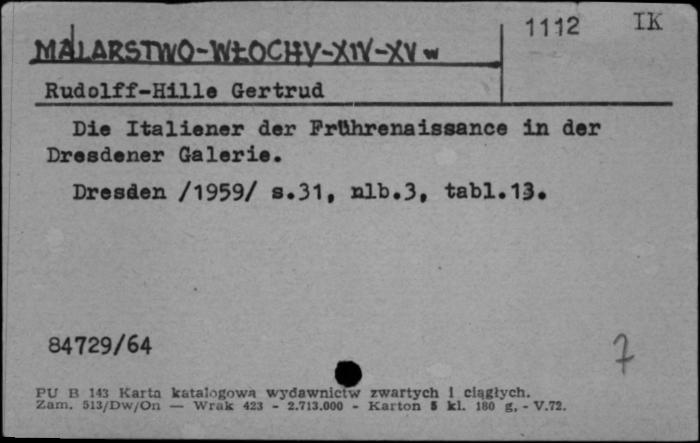 1112 IK
MALARSTWO-WŁOCHY-XIV-XV w
Rudolff-Hille Gertrud
Die Italiener der Frührenaissance in der
Dresdener Galerie.
Dresden /1959/ s.31, nlb.3, tabl.13.
84729/64
7
PU B 143 Karta katalogowa wydawnictw zwartych i ciągłych.
Zam. 513/Dw/On — Wrak 423 - 2.713.000 - Karton 5 kl. 180 g, - V.72.